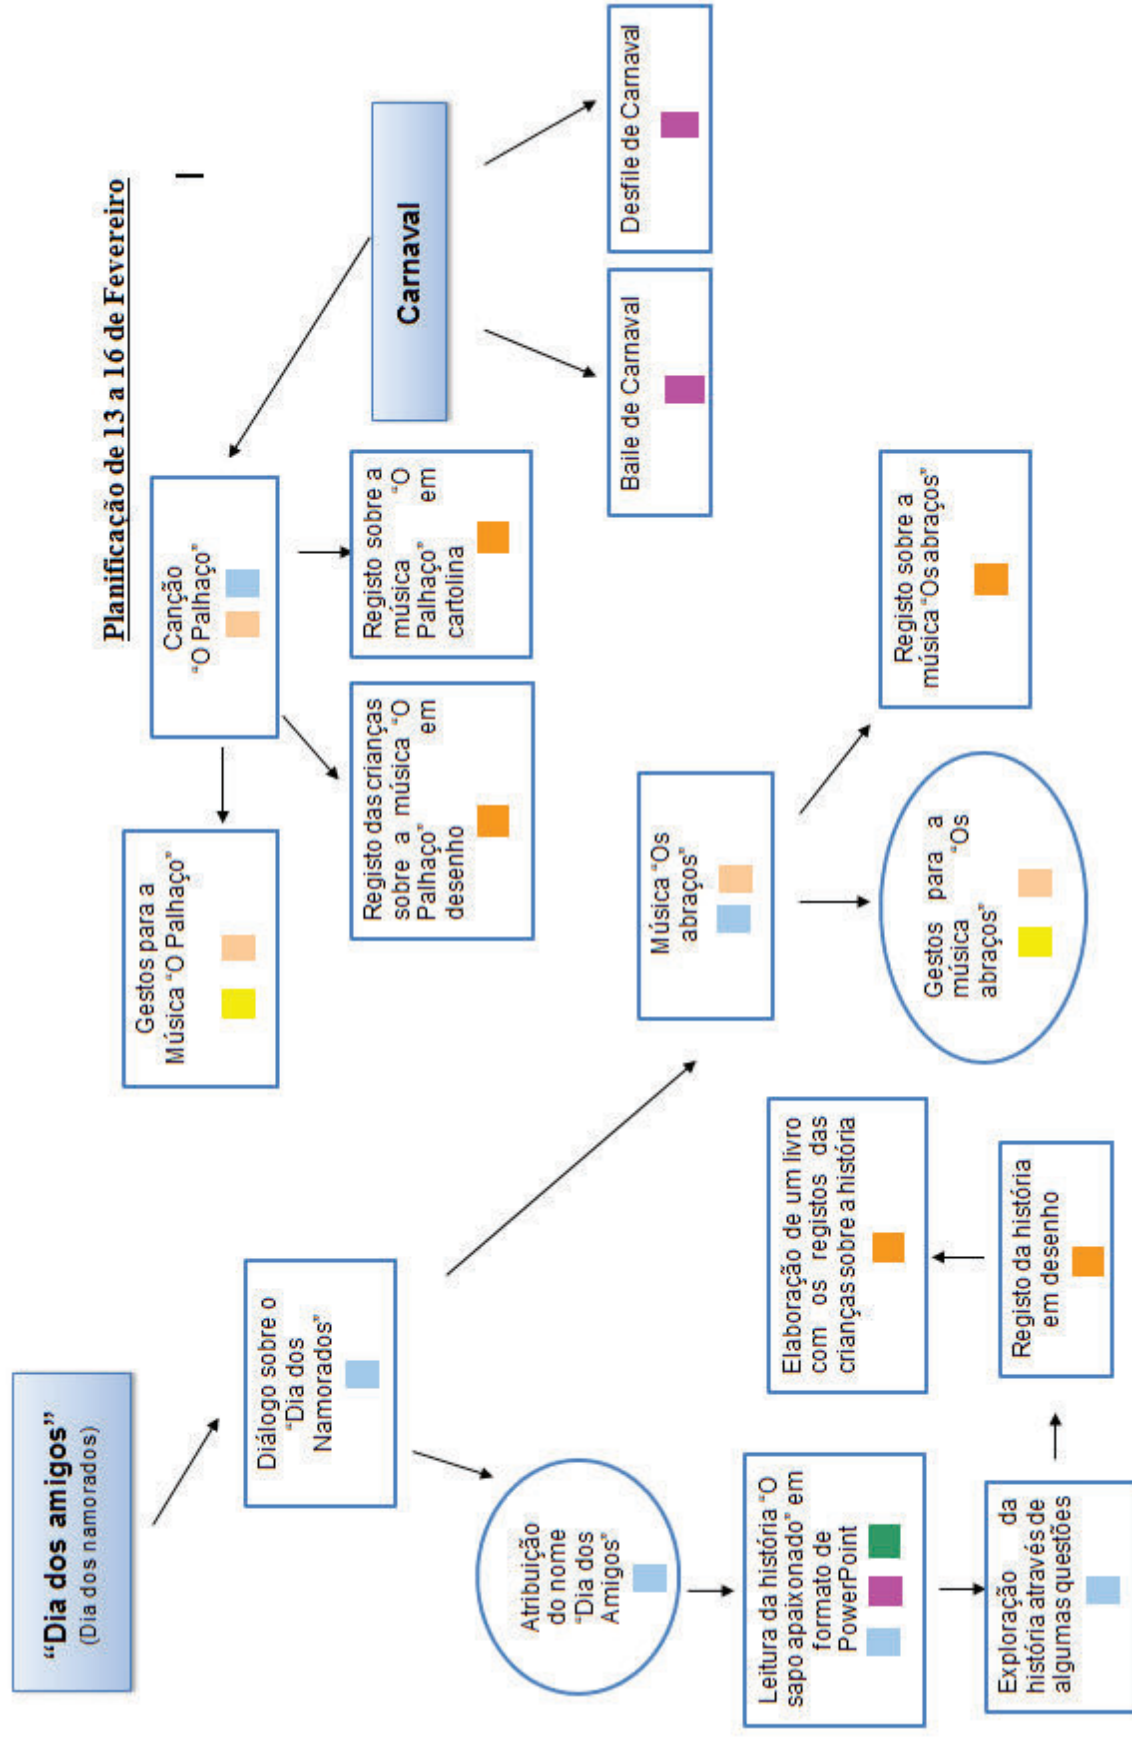 Planificação de 13 a 16 de Fevereiro
“Dia dos amigos”
(Dia dos namorados)
Diálogo sobre o
“Dia dos
Namorados”
Atribuição
do nome
“Dia dos
Amigos”
Leitura da história “O
sapo apaixonado” em
formato de
PowerPoint
Exploração da
história através de
algumas questões
Registo da história
em desenho
Elaboração de um livro
com os registos das
crianças sobre a história
Música “Os
abraços”
Gestos para a
música “Os
abraços”
Registo sobre a
música “Os abraços”
Carnaval
Canção
“O Palhaço”
Gestos para a
Música “O Palhaço”
Registo das crianças
sobre a música “O
Palhaço” em
desenho
Registo sobre a
música “O
Palhaço” em
cartolina
Baile de Carnaval
Desfile de Carnaval